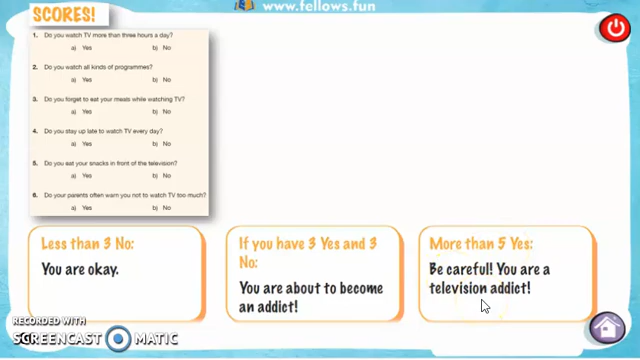 SCORES!
www.fellows.fun
1. Do you watch TV more than three hours a day?
a) Yes b) No
2. Do you watch all kinds of programmes?
a) Yes b) No
3. Do you forget to eat your meals while watching TV?
a) Yes b) No
4. Do you stay up late to watch TV every day?
a) Yes b) No
5. Do you eat your snacks in front of the television?
a) Yes b) No
6. Do your parents often warn you not to watch TV too much?
a) Yes b) No
Less than 3 No:
You are okay.
If you have 3 Yes and 3
No:
You are about to become
an addict!
More than 5 Yes:
Be careful! You are a
television addict!
RECORDED WITH
SCREENCAST MATIC